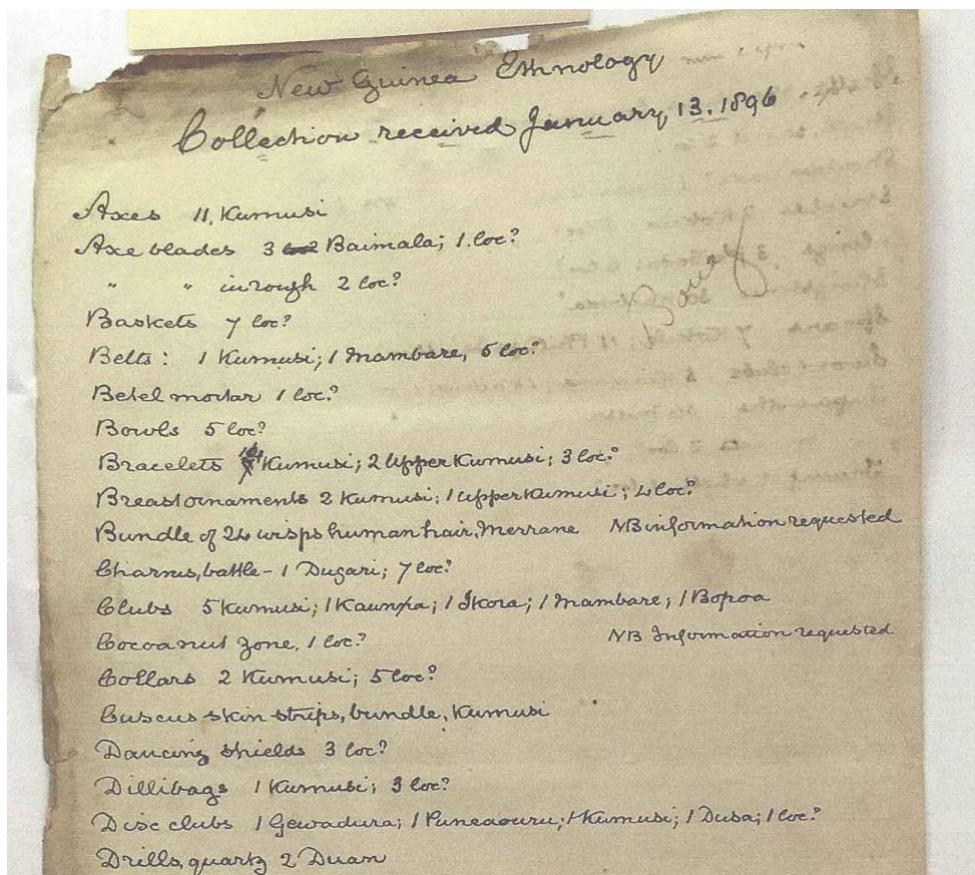 New Guinea Ethnology
Collection received January 13. 1896
Axes 11, Kumusi
Axe blades 3 Baimala; 1. loc?
" " in rough 2 loc?
Baskets 7 loc?
Belts: 1 Kumusi; 1 Mambare, 5 loc?
Betel mortar 1 loc?
Bowls 5 loc?
Bracelets Kumusi; 2 Upper Kumusi; 3 loc?
Breast ornaments 2 Kumusi; 1 Upper Kumusi; 4 loc?
Bundle of 24 wisps human hair, Merrane NB information requested
Charms, battle - 1 Dugari; 7 loc?
Clubs 5 Kumusi; 1 Kaunpa; 1 Ikora; 1 Mambare; 1 Bopoa
Cocoanut zone, 1 loc? NB Information requested
Collars 2 Kumusi; 5 loc?
Cuscus skin strips, bundle, Kumusi
Dancing shields 3 loc?
Dillibags 1 Kumusi; 3 loc?
Disc clubs 1 Gewadura; 1 Puneaouru; 1 Kumusi; 1 Dusa; 1 loc?
Drills, quartz 2 Duan